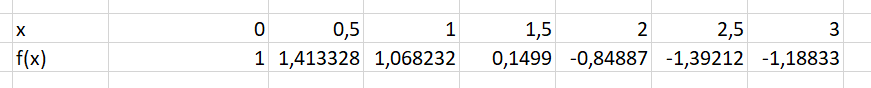 x 0 0,5 1 1,5 2 2,5 3
f(x) 1 1,413328 1,068232 0,1499 -0,84887 -1,39212 -1,18833